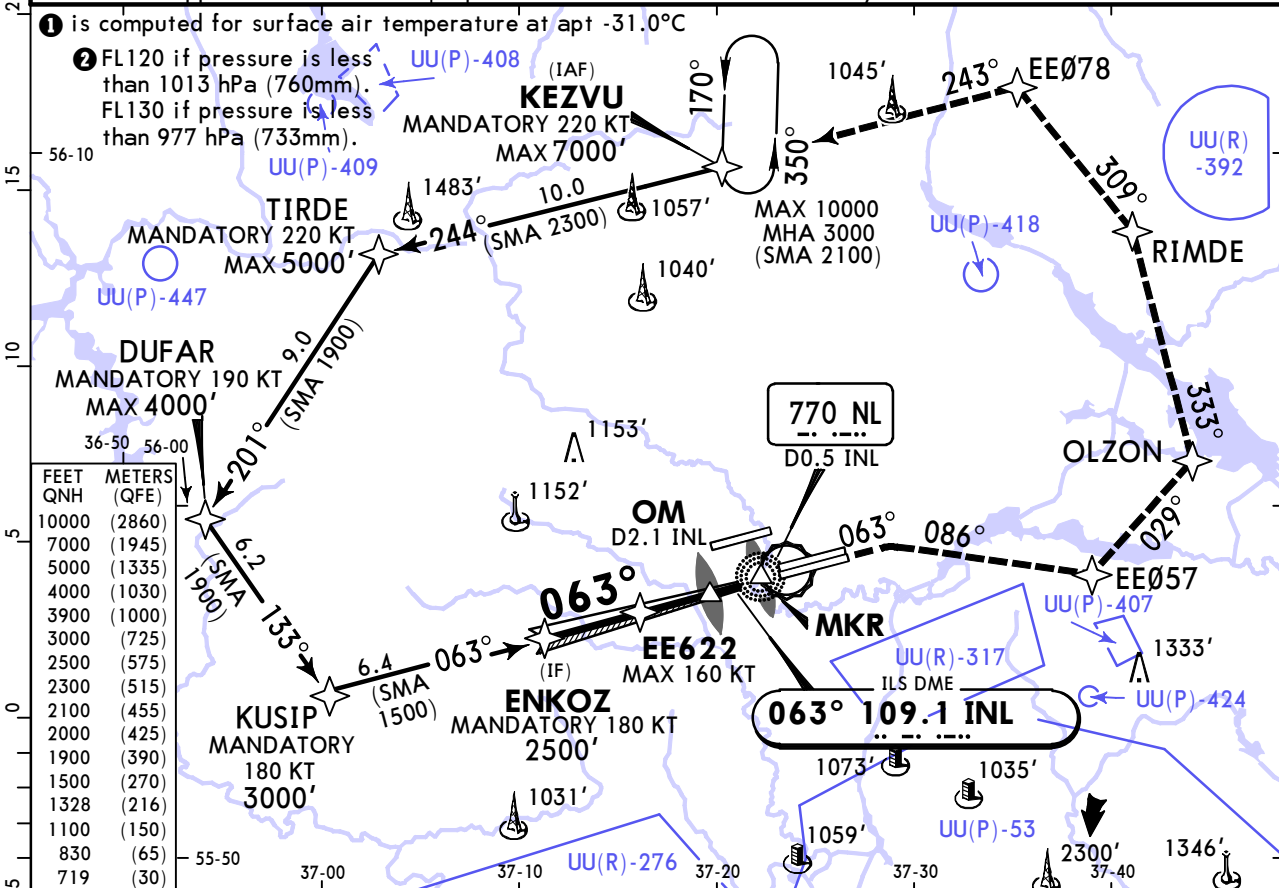 ❶ is computed for surface air temperature at apt -31.0°C
❷ FL120 if pressure is less
than 1013 hPa (760mm).
FL130 if pressure is less
than 977 hPa (733mm).
UU(P)-408
UU(P)-409
(IAF)
KEZVU
MANDATORY 220 KT
MAX 7000'
170°
350°
1045'
243°
EEØ78
UU(R)
-392
56-10
15
1483'
10.0
244°
(SMA 2300)
1057'
MAX 10000
MHA 3000
(SMA 2100)
309°
UU(P)-418
RIMDE
TIRDE
MANDATORY 220 KT
MAX 5000'
UU(P)-447
1040'
10
9.0
(SMA 1900)
201°
DUFAR
MANDATORY 190 KT
MAX 4000'
333°
770 NL
D0.5 INL
OLZON
1153'
1152'
36-50
56-00
FEET METERS
QNH (QFE)
10000 (2860)
7000 (1945)
5000 (1335)
4000 (1030)
3900 (1000)
3000 (725)
2500 (575)
2300 (515)
2100 (455)
2000 (425)
1900 (390)
1500 (270)
1328 (216)
1100 (150)
830 (65)
719 (30)
5
6.2
(SMA
1900)
133°
OM
D2.1 INL
063°
086°
029°
EEØ57
063°
MKR
UU(P)-407
1333'
UU(R)-317
EE622
MAX 160 KT
6.4
063°
(SMA
1500)
(IF)
ENKOZ
MANDATORY 180 KT
2500'
ILS DME
063° 109.1 INL
UU(P)-424
0
KUSIP
MANDATORY
180 KT
3000'
1031'
1073'
1035'
UU(P)-53
1059'
UU(R)-276
2300'
1346'
55-50
37-00
37-10
37-20
37-30
37-40
5